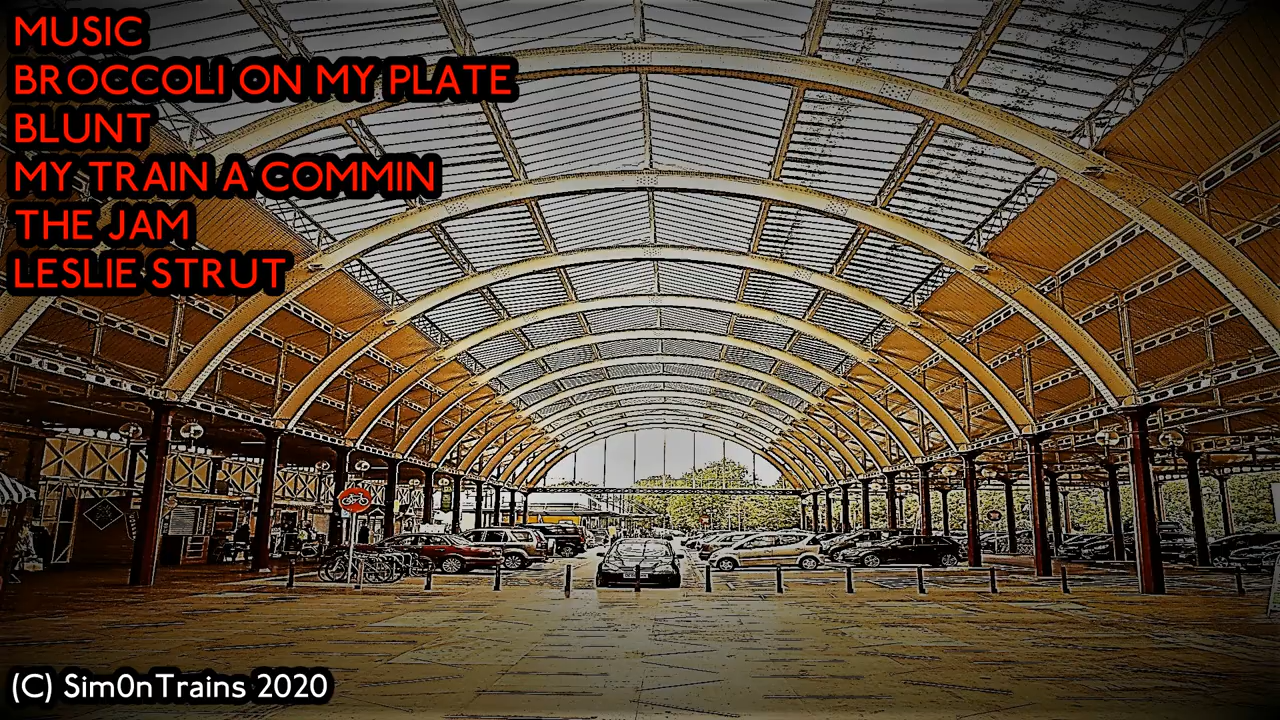 MUSIC
BROCCOLI ON MY PLATE
BLUNT
MY TRAIN A COMMIN
THE JAM
LESLIE STRUT
(C) Sim0nTrains 2020